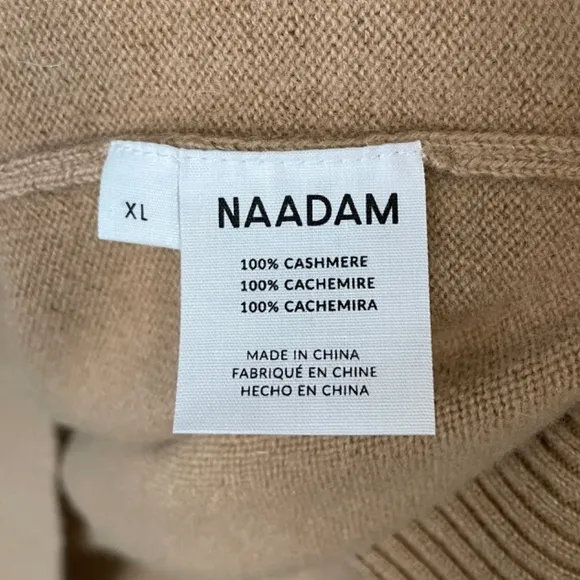 XL
NAADAM
100% CASHMERE
100% CACHEMIRE
100% CACHEMIRA
MADE IN CHINA
FABRIQUÉ EN CHINE
HECHO EN CHINA